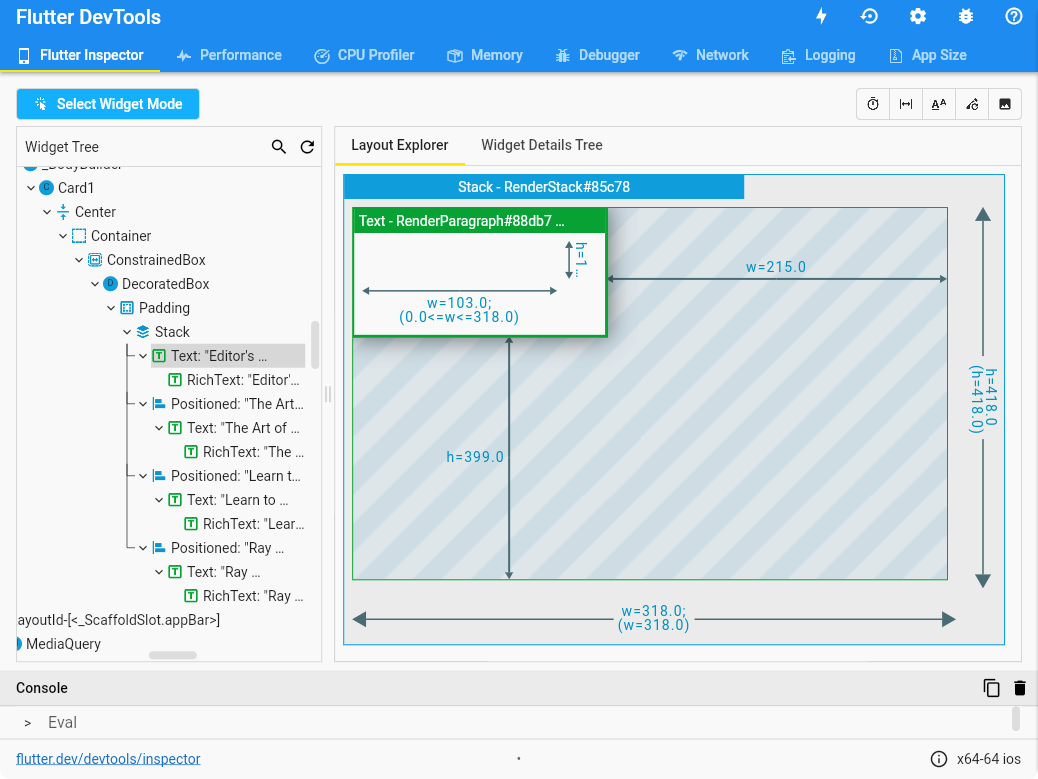 Flutter DevTools
Flutter Inspector
Performance
CPU Profiler
Memory
Debugger
Network
Logging
App Size
Select Widget Mode
Widget Tree
_BodyBuilder
Card1
Center
Container
ConstrainedBox
DecoratedBox
Padding
Stack
Text: "Editor's ...
RichText: "Editor'...
Positioned: "The Art...
Text: "The Art of ...
RichText: "The ...
Positioned: "Learn t...
Text: "Learn to ...
RichText: "Lear...
Positioned: "Ray ...
Text: "Ray ...
RichText: "Ray ...
ayoutId-[<_ScaffoldSlot.appBar>]
MediaQuery
Layout Explorer
Widget Details Tree
Stack - RenderStack#85c78
Text - RenderParagraph#88db7 ...
h=1...
w=103.0;
(0.0<=w<=318.0)
w=215.0
h=399.0
h=418.0
(h=418.0)
w=318.0;
(w=318.0)
Console
> Eval
flutter.dev/devtools/inspector
•
x64-64 ios